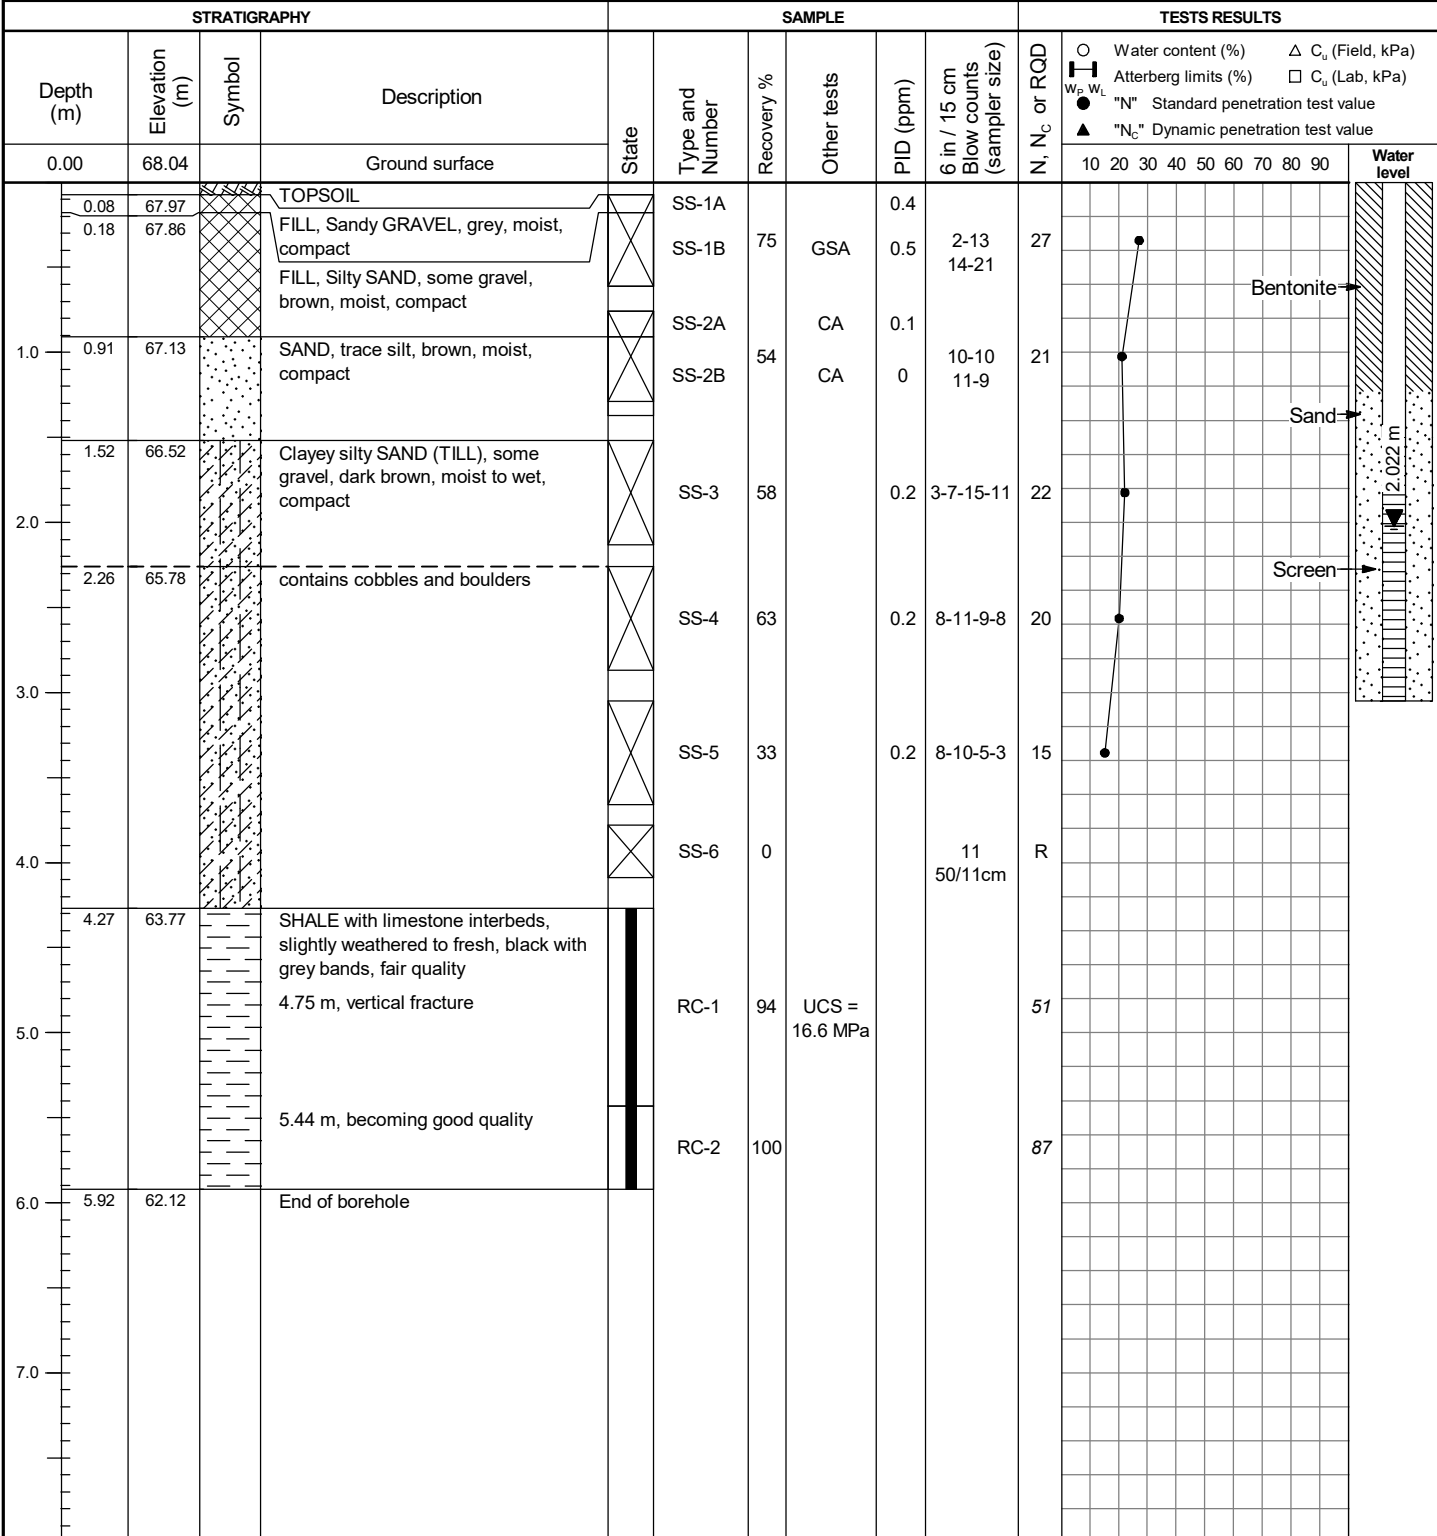 STRATIGRAPHY SAMPLE TESTS RESULTS
Depth (m)
Elevation (m)
Symbol
Description
State
Type and Number
Recovery %
Other tests
PID (ppm)
6 in / 15 cm Blow counts (sampler size)
N, NC or RQD
Water content (%) Cu (Field, kPa)
Atterberg limits (%) Cu (Lab, kPa)
WP WL
"N" Standard penetration test value
"NC" Dynamic penetration test value
0.00 68.04 Ground surface
10 20 30 40 50 60 70 80 90
Water level
TOPSOIL
0.08 67.97 SS-1A 0.4
0.18 67.86 FILL, Sandy GRAVEL, grey, moist,
compact
75 SS-1B GSA 0.5 2-13
14-21
27
FILL, Silty SAND, some gravel,
brown, moist, compact
Bentonite
SS-2A CA 0.1
1.0 0.91 67.13 SAND, trace silt, brown, moist,
compact
54 10-10
11-9
21
SS-2B CA 0
Sand
1.52 66.52 Clayey silty SAND (TILL), some
gravel, dark brown, moist to wet,
compact
2.022 m
SS-3 58 0.2 3-7-15-11 22
2.0
Screen
2.26 65.78 contains cobbles and boulders
SS-4 63 0.2 8-11-9-8 20
3.0
SS-5 33 0.2 8-10-5-3 15
4.0 SS-6 0 11
50/11cm
R
4.27 63.77 SHALE with limestone interbeds,
slightly weathered to fresh, black with
grey bands, fair quality
4.75 m, vertical fracture
RC-1 94 UCS =
16.6 MPa
51
5.0
5.44 m, becoming good quality
RC-2 100 87
6.0 5.92 62.12 End of borehole
7.0